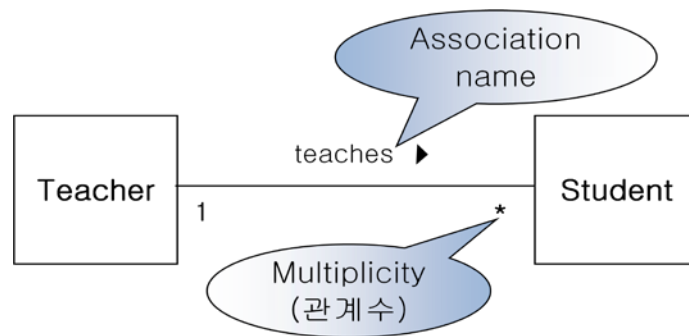 Association
name
teaches ▶
Teacher
Student
1
*
Multiplicity
(관계수)